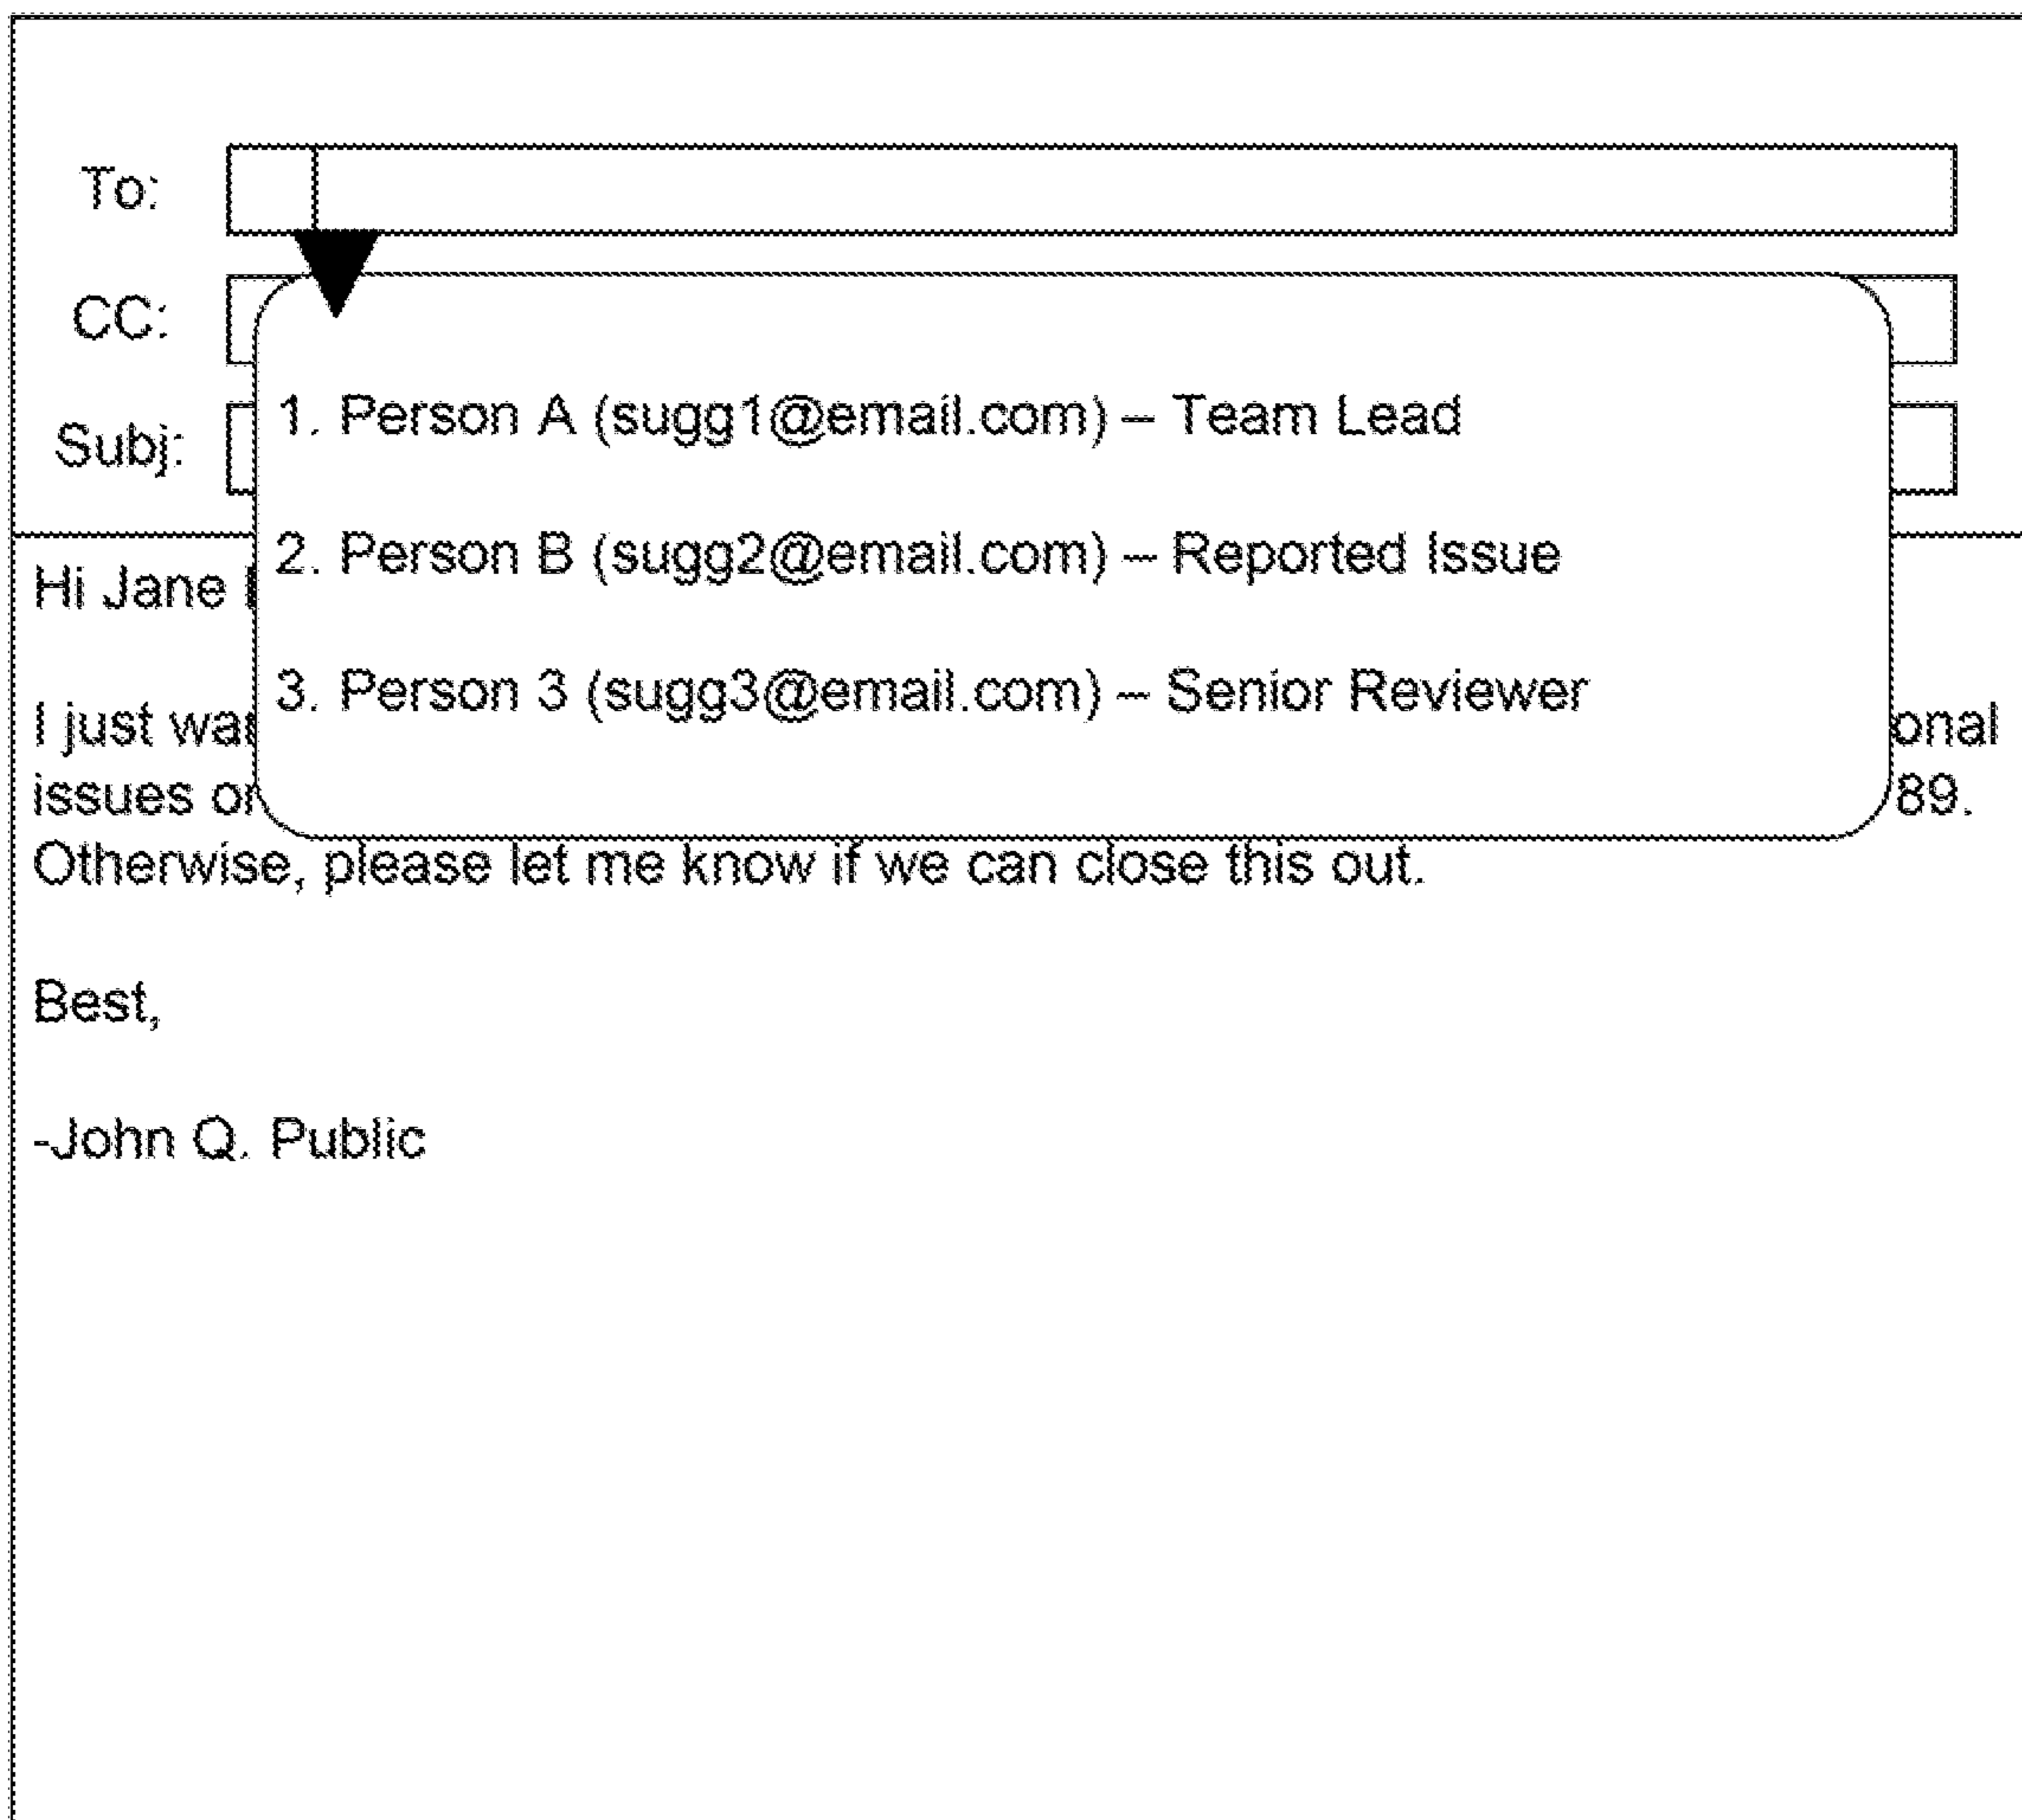 To:
CC:
Subj:
1. Person A (sugg1@email.com) – Team Lead
2. Person B (sugg2@email.com) – Reported Issue
3. Person 3 (sugg3@email.com) – Senior Reviewer
Hi Jane
I just
issues 89.
Otherwise, please let me know if we can close this out.
Best,
-John Q. Public